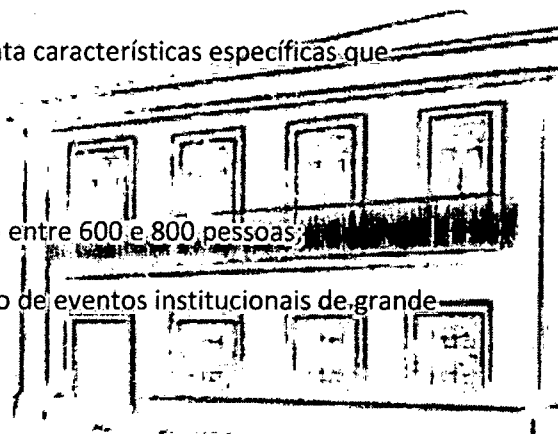 ta características específicas que
entre 600 e 800 pessoas;
o de eventos institucionais de grande